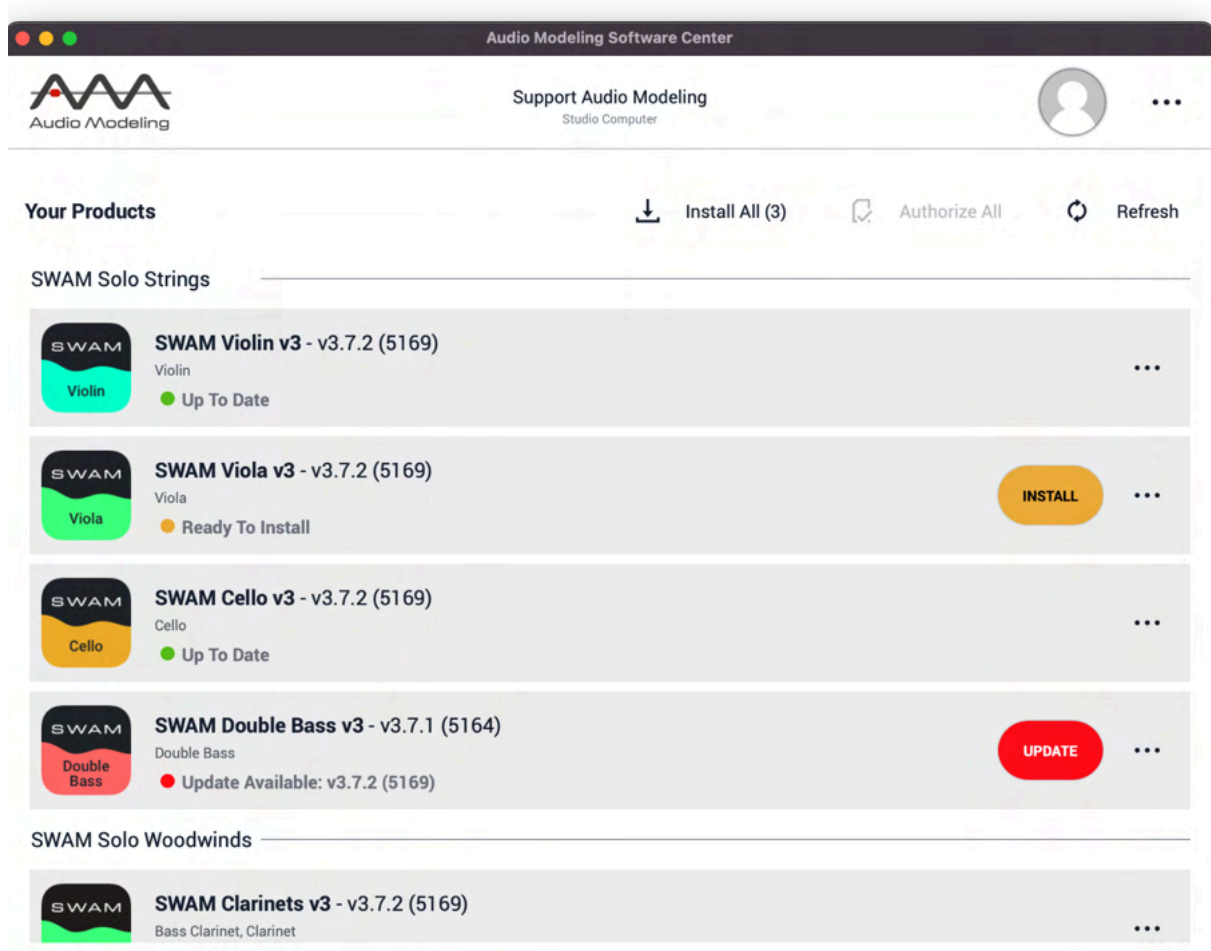 Audio Modeling Software Center
Audio Modeling
Support Audio Modeling
Studio Computer
•••
Your Products
Install All (3)
Authorize All
Refresh
SWAM Solo Strings
SWAM
Violin
SWAM Violin v3 - v3.7.2 (5169)
Violin
Up To Date
•••
SWAM
Viola
SWAM Viola v3 - v3.7.2 (5169)
Viola
Ready To Install
INSTALL
•••
SWAM
Cello
SWAM Cello v3 - v3.7.2 (5169)
Cello
Up To Date
•••
SWAM
Double
Bass
SWAM Double Bass v3 - v3.7.1 (5164)
Double Bass
Update Available: v3.7.2 (5169)
UPDATE
•••
SWAM Solo Woodwinds
SWAM
SWAM Clarinets v3 - v3.7.2 (5169)
Bass Clarinet, Clarinet
•••